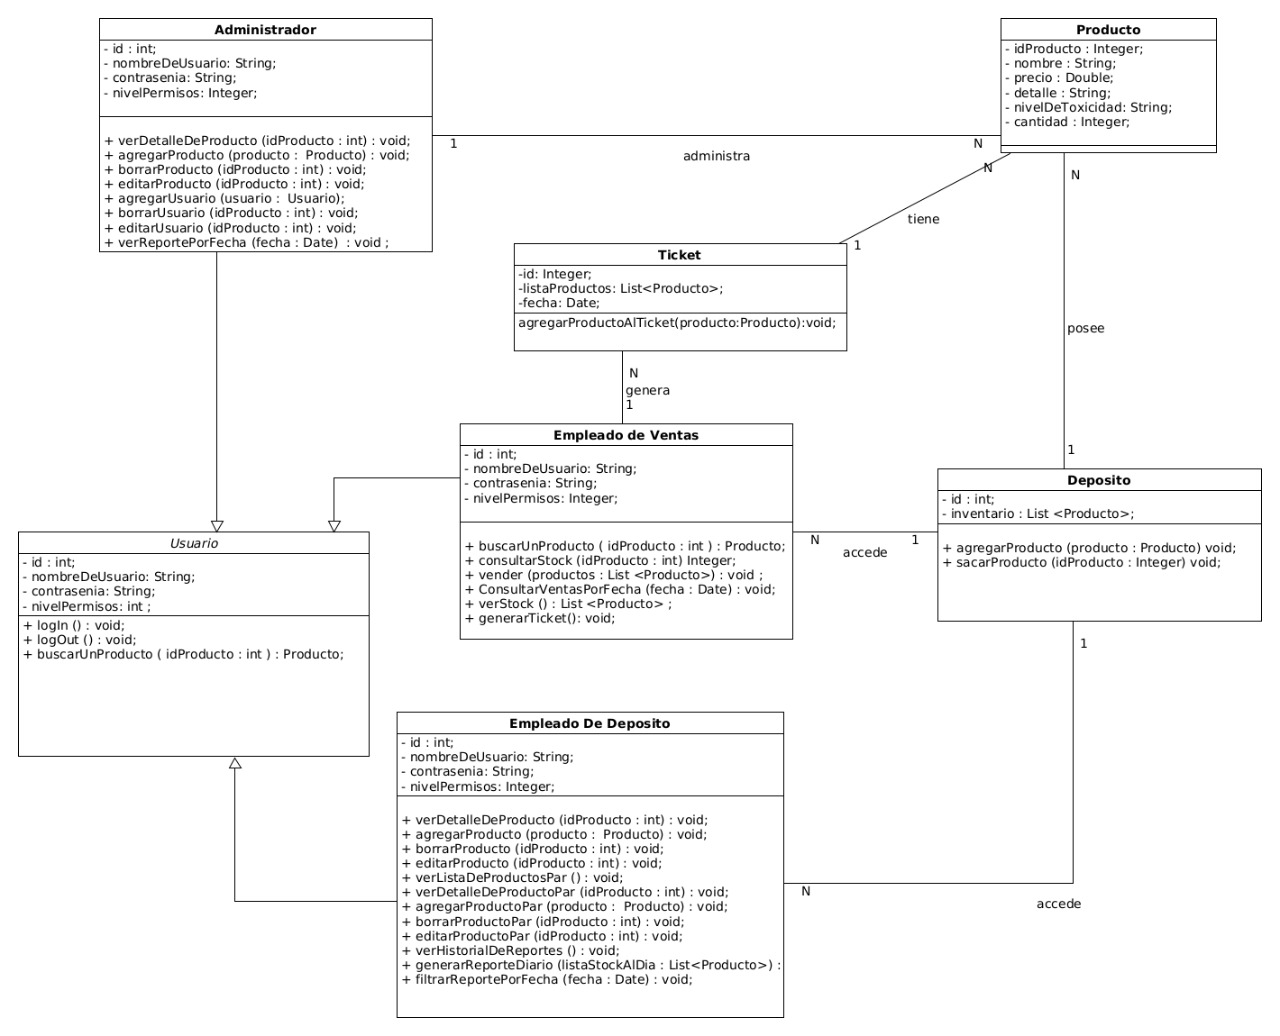 Administrador
- id : int;
- nombreDeUsuario: String;
- contrasenia: String;
- nivelPermisos: Integer;
+ verDetalleDeProducto (idProducto : int) : void;
+ agregarProducto (producto :  Producto) : void;
+ borrarProducto (idProducto : int) : void;
+ editarProducto (idProducto : int) : void;
+ agregarUsuario (usuario :  Usuario);
+ borrarUsuario (idProducto : int) : void;
+ editarUsuario (idProducto : int) : void;
+ verReportePorFecha (fecha : Date)  : void ;
Producto
- idProducto : Integer;
- nombre : String;
- precio : Double;
- detalle : String;
- nivelDeToxicidad: String;
- cantidad : Integer;
1
administra
N
N
tiene
1
N
posee
1
Ticket
-id: Integer;
-listaProductos: List<Producto>;
-fecha: Date;
agregarProductoAlTicket(producto:Producto):void;
N
genera
1
Empleado de Ventas
- id : int;
- nombreDeUsuario: String;
- contrasenia: String;
- nivelPermisos: Integer;
+ buscarUnProducto ( idProducto : int ) : Producto;
+ consultarStock (idProducto : int) Integer;
+ vender (productos : List <Producto>) : void ;
+ ConsultarVentasPorFecha (fecha : Date) : void;
+ verStock () : List <Producto> ;
+ generarTicket(): void;
N
accede
1
Deposito
- id : int;
- inventario : List <Producto>;
+ agregarProducto (producto : Producto) void;
+ sacarProducto (idProducto : Integer) void;
1
Usuario
- id : int;
- nombreDeUsuario: String;
- contrasenia: String;
- nivelPermisos: int ;
+ logIn () : void;
+ logOut () : void;
+ buscarUnProducto ( idProducto : int ) : Producto;
Empleado De Deposito
- id : int;
- nombreDeUsuario: String;
- contrasenia: String;
- nivelPermisos: Integer;
+ verDetalleDeProducto (idProducto : int) : void;
+ agregarProducto (producto :  Producto) : void;
+ borrarProducto (idProducto : int) : void;
+ editarProducto (idProducto : int) : void;
+ verListaDeProductosPar () : void;
+ verDetalleDeProductoPar (idProducto : int) : void;
+ agregarProductoPar (producto :  Producto) : void;
+ borrarProductoPar (idProducto : int) : void;
+ editarProductoPar (idProducto : int) : void;
+ verHistorialDeReportes () : void;
+ generarReporteDiario (listaStockAlDia : List<Producto>) :
+ filtrarReportePorFecha (fecha : Date) : void;
N
accede